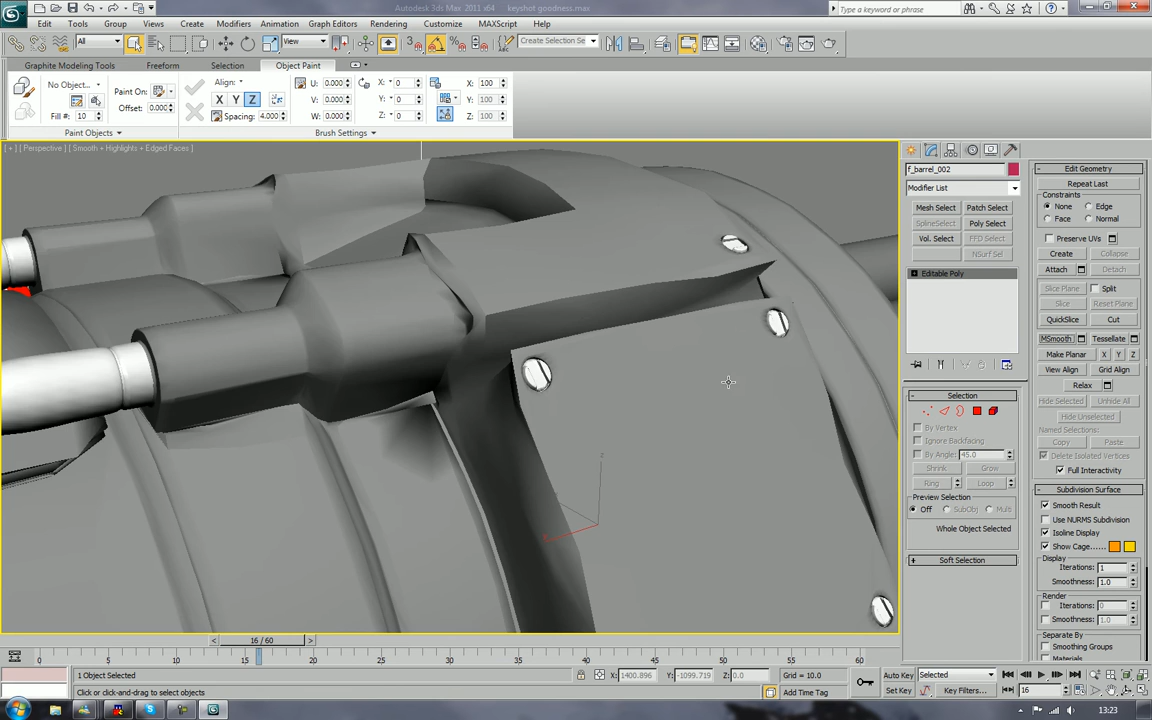 Autodesk 3ds Max 2011 x64    keyshot goodness.max
Type a keyword or phrase
Edit Tools Group Views Create Modifiers Animation Graph Editors Rendering Customize MAXScript Help
All View Create Selection Se
Graphite Modeling Tools Freeform Selection Object Paint
No Object... Paint On: Align: U: 0.000 X: 0 X: 100
Offset: 0.000 X Y Z V: 0.000 Y: 0 Y: 100
Fill #: 10 Spacing: 4.000 W: 0.000 Z: 0 Z: 100
Paint Objects Brush Settings
[ + ] [ Perspective ] [ Smooth + Highlights + Edged Faces ]
f_barrel_002
Modifier List
Mesh Select Patch Select
SplineSelect Poly Select
Vol. Select FFD Select
NSurf Sel
Editable Poly
Selection
By Vertex
Ignore Backfacing
By Angle: 45.0
Shrink Grow
Ring Loop
Preview Selection
Off SubObj Multi
Whole Object Selected
Soft Selection
Edit Geometry
Repeat Last
Constraints
None Edge
Face Normal
Preserve UVs
Create Collapse
Attach Detach
Slice Plane Split
Slice Reset Plane
QuickSlice Cut
MSmooth Tessellate
Make Planar X Y Z
View Align Grid Align
Relax
Hide Selected Unhide All
Hide Unselected
Named Selections:
Copy Paste
Delete Isolated Vertices
Full Interactivity
Subdivision Surface
Smooth Result
Use NURMS Subdivision
Isoline Display
Show Cage......
Display
Iterations: 1
Smoothness: 1.0
Render
Iterations: 0
Smoothness: 1.0
Separate By
Smoothing Groups
Materials
16 / 60
0 5 10 15 20 25 30 35 40 45 50 55 60
1 Object Selected X: 1400.896 Y: -1099.719 Z: 0.0 Grid = 10.0 Auto Key Selected
Click or click-and-drag to select objects Add Time Tag Set Key Key Filters... 16
13:23